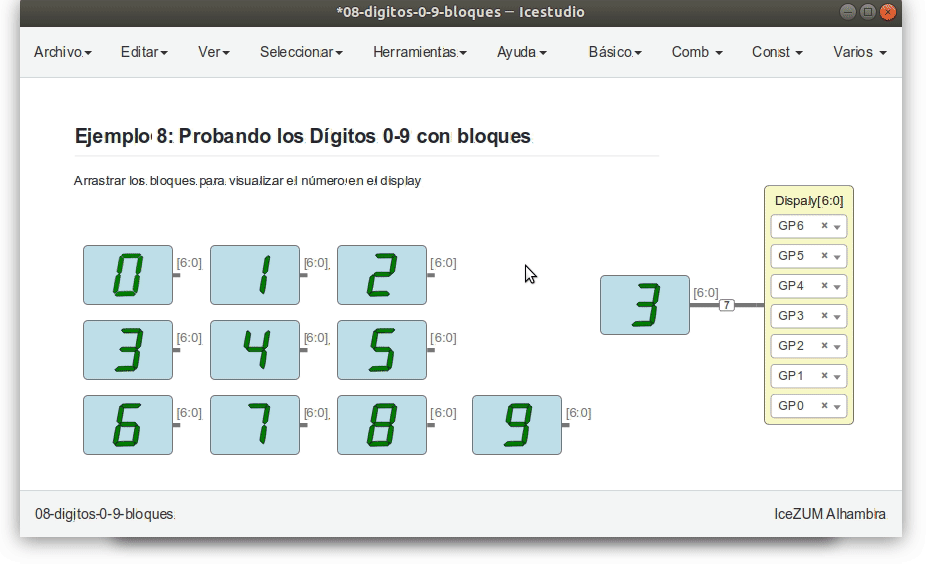 *08-digitos-0-9-bloques — Icestudio
Archivo Editar Ver Seleccionar Herramientas Ayuda Básico Comb Const Varios
Ejemplo 8: Probando los Dígitos 0-9 con bloques
Arrastrar los bloques para visualizar el número en el display
Dispaly[6:0]
0 [6:0] 1 [6:0] 2 [6:0]
3 [6:0] 4 [6:0] 5 [6:0]
6 [6:0] 7 [6:0] 8 [6:0] 9 [6:0]
3 [6:0] 7
GP6
GP5
GP4
GP3
GP2
GP1
GP0
08-digitos-0-9-bloques
IceZUM Alhambra